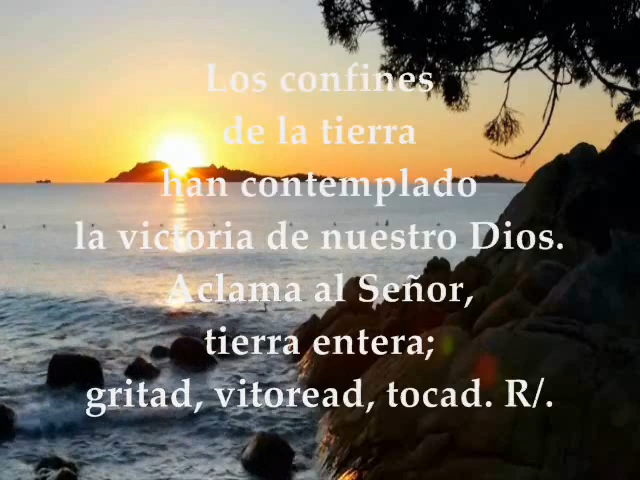 Los confines
de la tierra
han contemplado
la victoria de nuestro Dios.
Aclama al Señor,
tierra entera;
gritad, vitoread, tocad. R/.